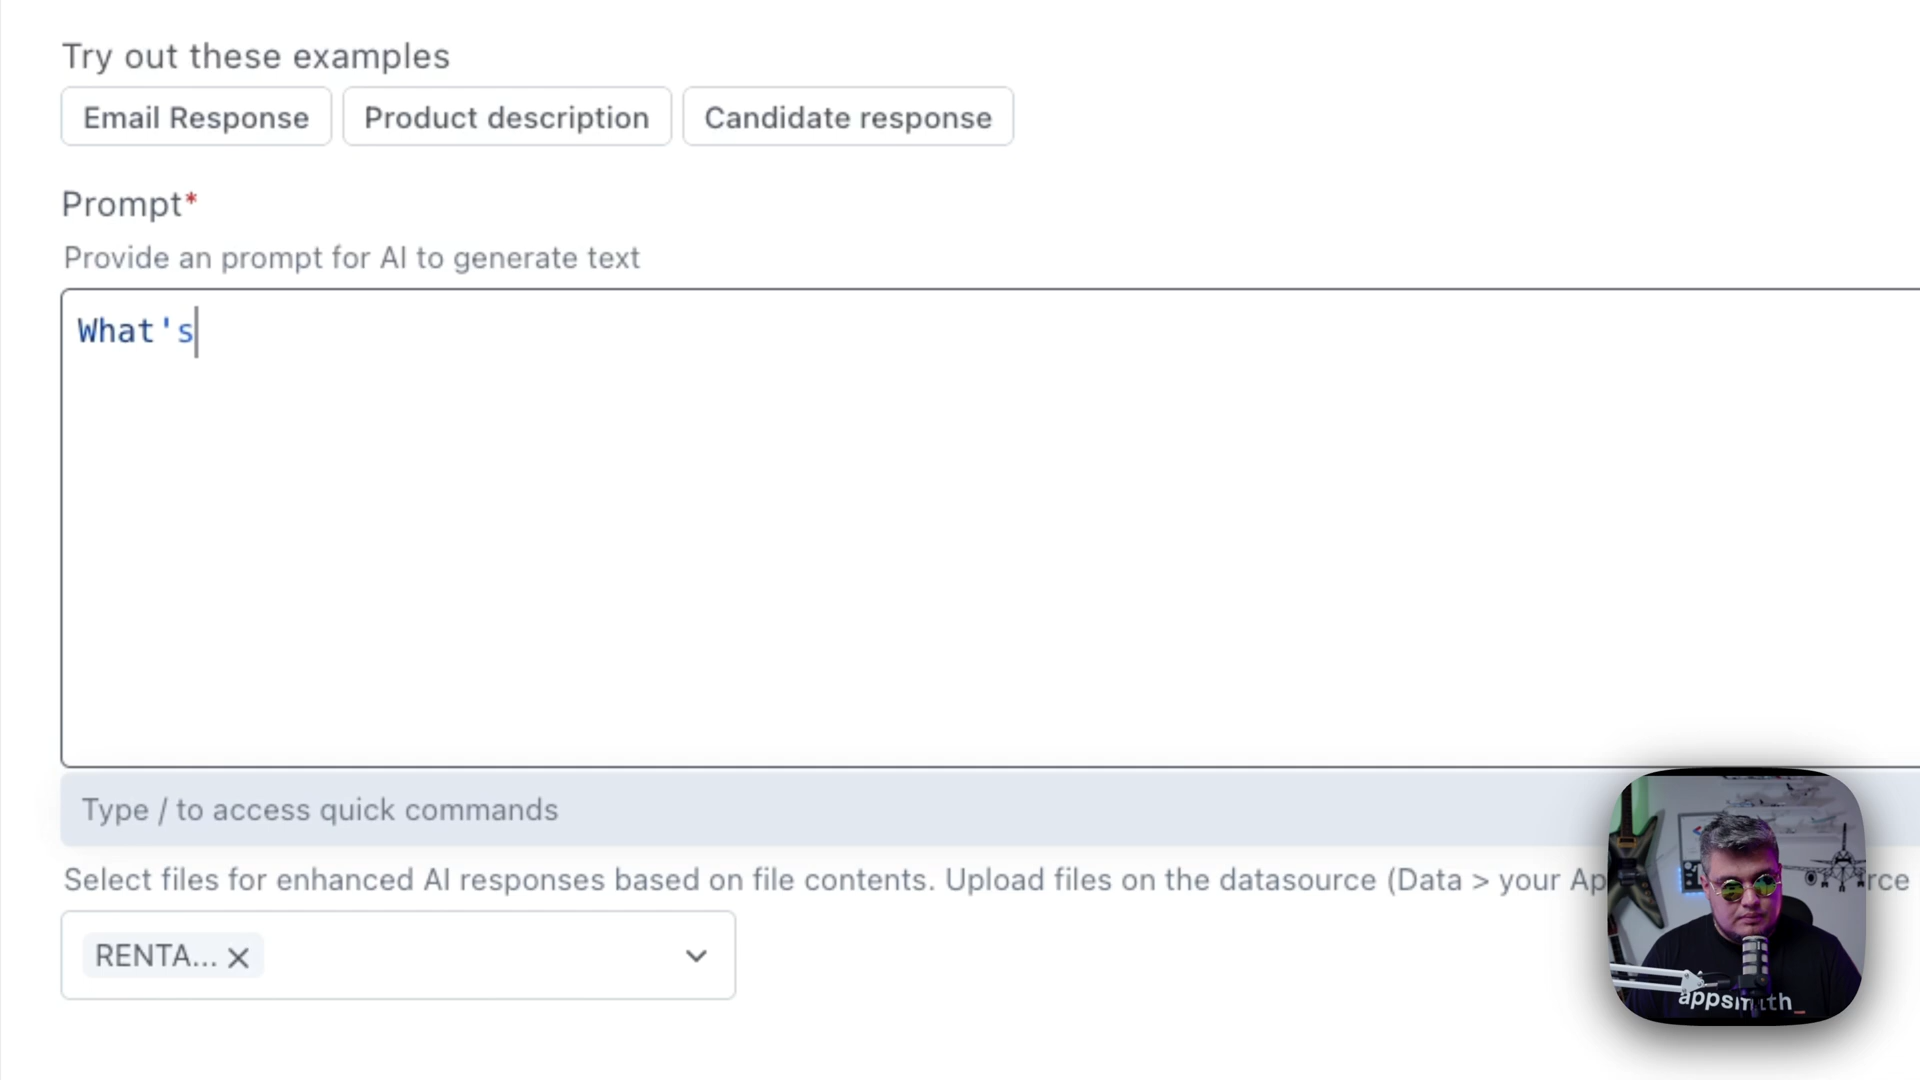 Try out these examples
Email Response
Product description
Candidate response
Prompt*
Provide an prompt for AI to generate text
What's
Type / to access quick commands
Select files for enhanced AI responses based on file contents. Upload files on the datasource (Data > your Ap
rce
RENTA...
appsmith_